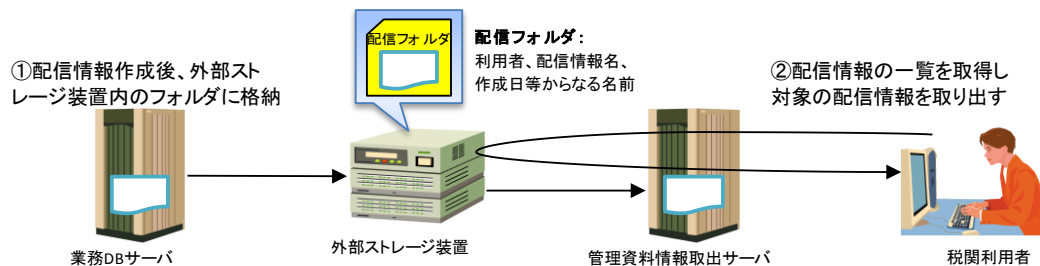 配信フォルダ
配信フォルダ：
利用者、配信情報名、
作成日等からなる名前
①配信情報作成後、外部スト
レージ装置内のフォルダに格納
②配信情報の一覧を取得し
対象の配信情報を取り出す
業務DBサーバ
外部ストレージ装置
管理資料情報取出サーバ
税関利用者